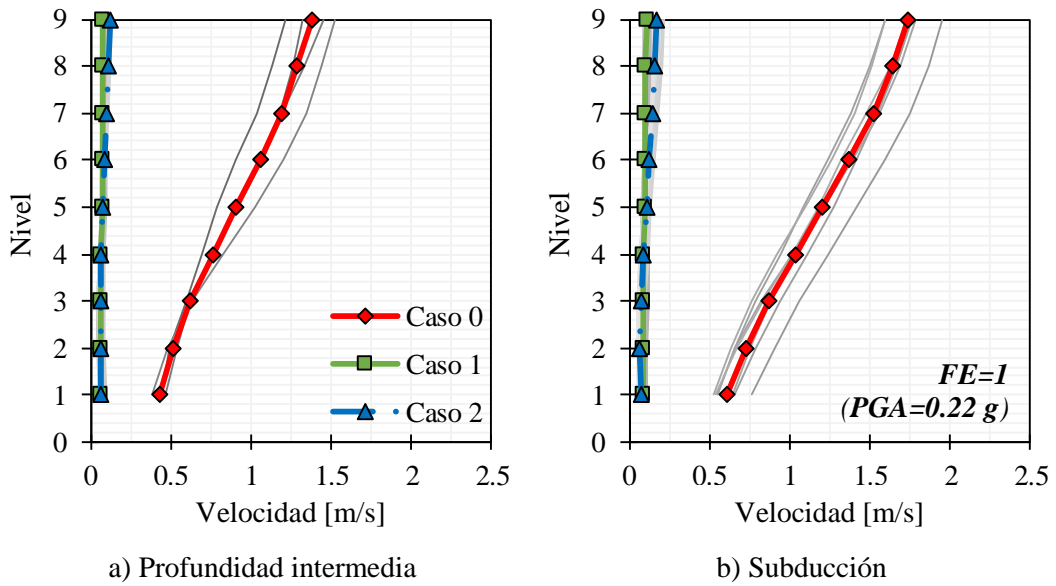 9
8
7
6
5
4
3
2
1
0
Nivel
0 0.5 1 1.5 2 2.5
Velocidad [m/s]
Caso 0
Caso 1
Caso 2
a) Profundidad intermedia
9
8
7
6
5
4
3
2
1
0
Nivel
FE=1
(PGA=0.22 g)
0 0.5 1 1.5 2 2.5
Velocidad [m/s]
b) Subducción